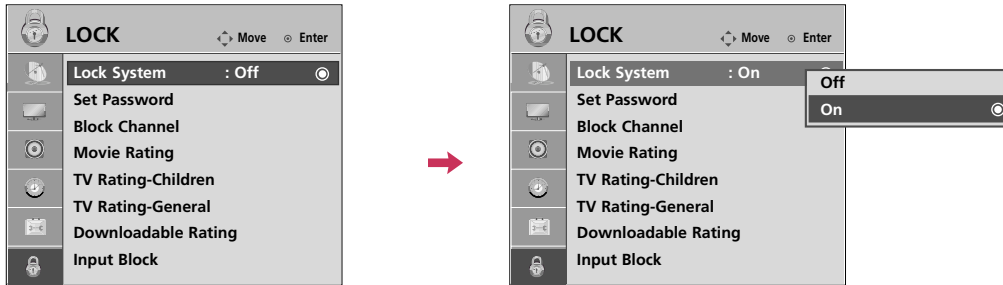 LOCK
Move Enter
Lock System : Off
Set Password
Block Channel
Movie Rating
TV Rating-Children
TV Rating-General
Downloadable Rating
Input Block
LOCK
Move Enter
Lock System : On
Set Password
Block Channel
Movie Rating
TV Rating-Children
TV Rating-General
Downloadable Rating
Input Block
Off
On